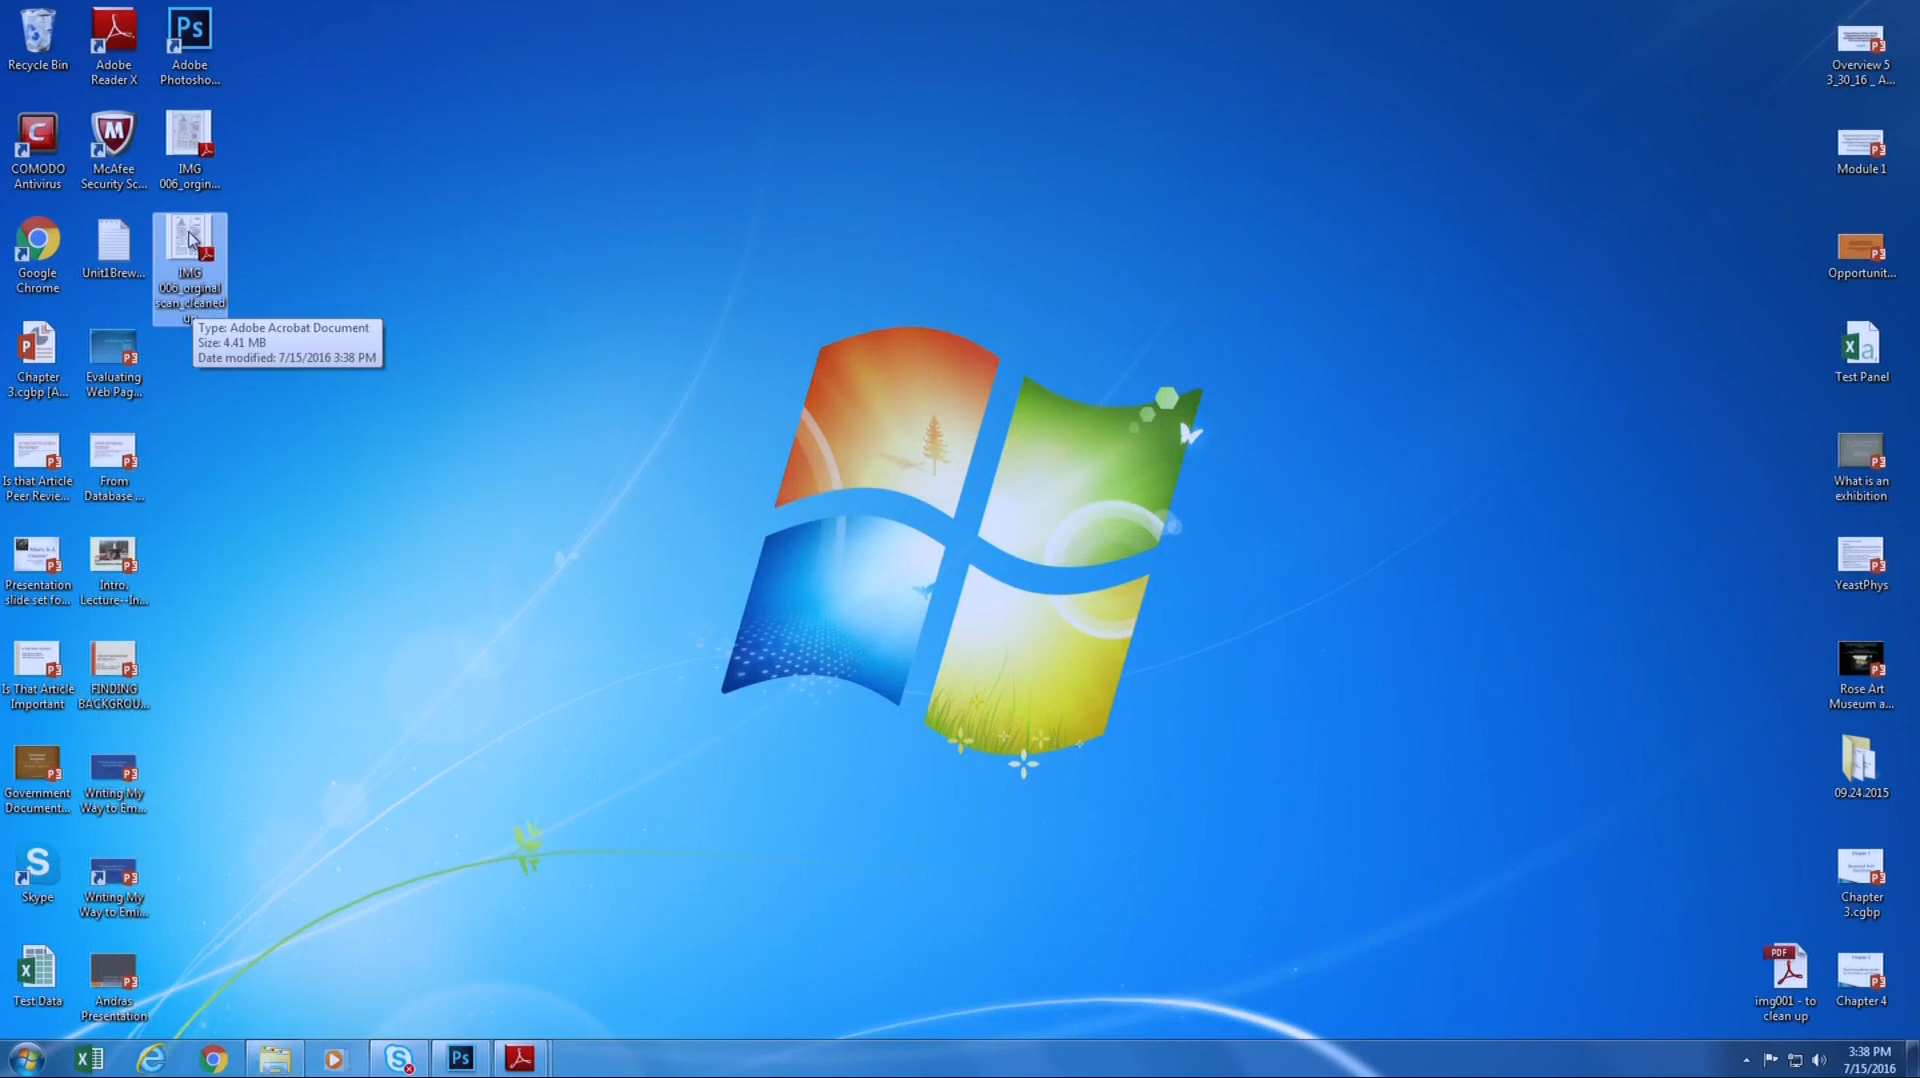 Recycle Bin
Adobe
Reader X
Ps
Adobe
Photosho...
COMODO
Antivirus
McAfee
Security Sc...
IMG
006_orgin...
Google
Chrome
Unit1Brew...
IMG
006_orginal
scan_cleaned
up
Type: Adobe Acrobat Document
Size: 4.41 MB
Date modified: 7/15/2016 3:38 PM
Chapter
3.cgbp [A...
Evaluating
Web Pag...
Is that Article
Peer Revie...
From
Database ...
Presentation
slide set fo...
Intro.
Lecture--In...
Is That Article
Important
FINDING
BACKGROU...
Government
Document...
Writing My
Way to Em...
Skype
Writing My
Way to Emi...
Test Data
Andras
Presentation
Overview 5
3_30_16 _ A...
Module 1
Opportunit...
Test Panel
What is an
exhibition
YeastPhys
Rose Art
Museum a...
09.24.2015
Chapter
3.cgbp
PDF
img001 - to
clean up
Chapter 4
Ps
3:38 PM
7/15/2016